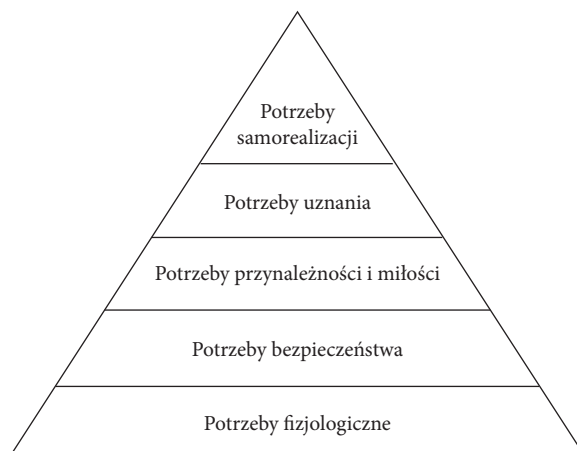 Potrzeby
samorealizacji
Potrzeby uznania
Potrzeby przynależności i miłości
Potrzeby bezpieczeństwa
Potrzeby fizjologiczne